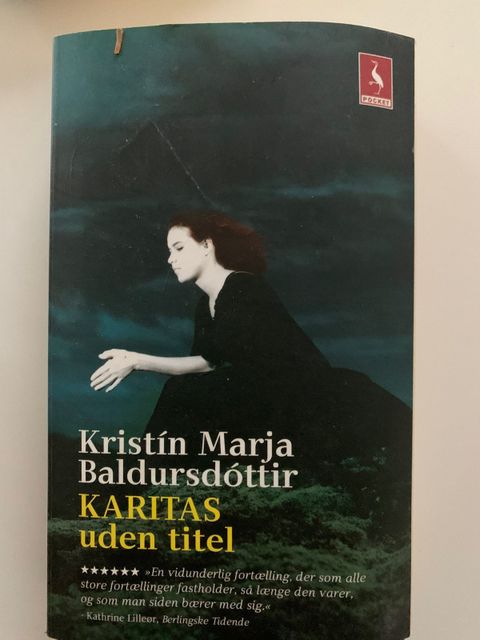 POCKET
Kristín Marja
Baldursdóttir
KARITAS
uden titel
★★★★★★ »En vidunderlig fortælling, der som alle
store fortællinger fastholder, så længe den varer,
og som man siden bærer med sig.«
- Kathrine Lilleør, Berlingske Tidende